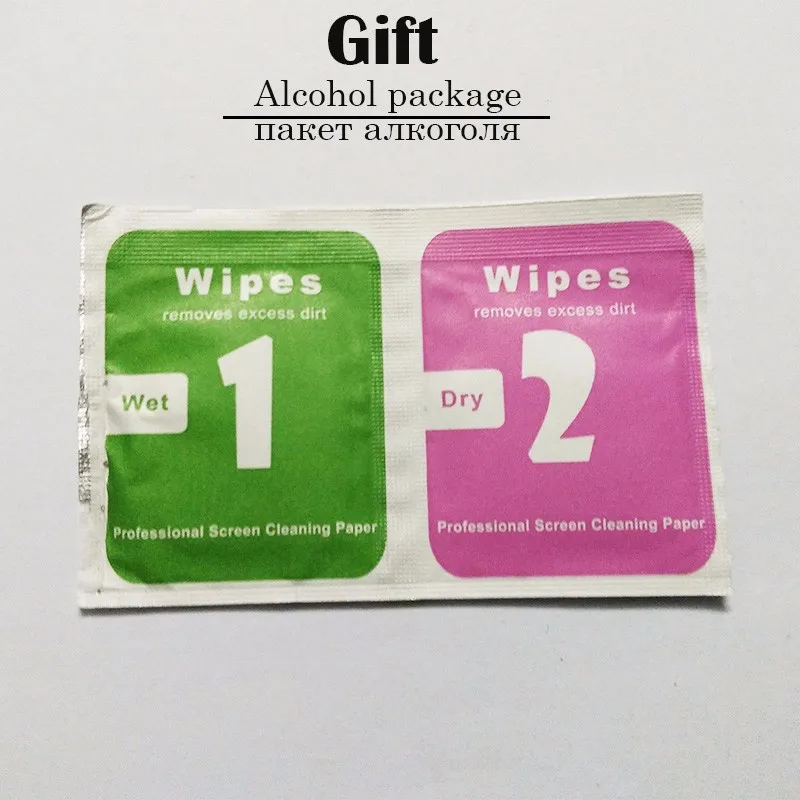 Gift
Alcohol package
пакет алкоголя
Wipes
removes excess dirt
1
Wet
Professional Screen Cleaning Paper
Wipes
removes excess dirt
2
Dry
Professional Screen Cleaning Paper